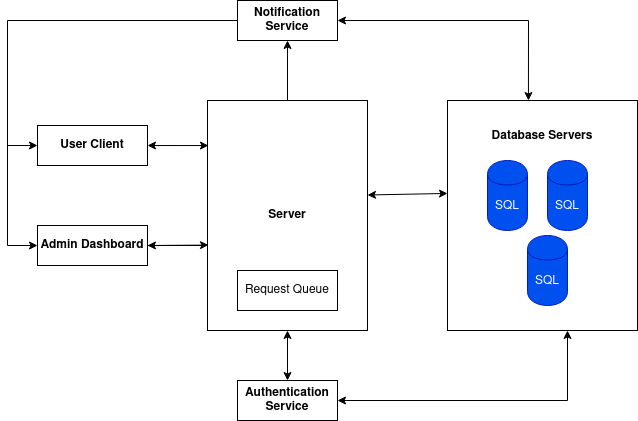 Notification
Service
Database Servers
User Client
SQL
SQL
Server
Admin Dashboard
SQL
Request Queue
Authentication
Service